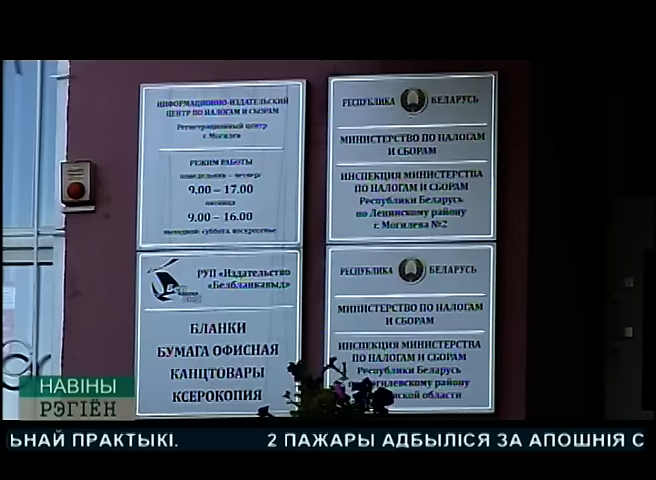 ИНФОРМАЦИОННО-ИЗДАТЕЛЬСКИЙ
ЦЕНТР ПО НАЛОГАМ И СБОРАМ
Регистрационный центр
г. Могилев
РЕЖИМ РАБОТЫ
понедельник – четверг
9.00 – 17.00
пятница
9.00 – 16.00
выходной: суббота, воскресенье
РЕСПУБЛИКА БЕЛАРУСЬ
МИНИСТЕРСТВО ПО НАЛОГАМ
И СБОРАМ
ИНСПЕКЦИЯ МИНИСТЕРСТВА
ПО НАЛОГАМ И СБОРАМ
Республики Беларусь
по Ленинскому району
г. Могилева №2
РУП «Издательство
«Белбланкавыд»
БЛАНКИ
БУМАГА ОФИСНАЯ
КАНЦТОВАРЫ
КСЕРОКОПИЯ
РЕСПУБЛИКА БЕЛАРУСЬ
МИНИСТЕРСТВО ПО НАЛОГАМ
И СБОРАМ
ИНСПЕКЦИЯ МИНИСТЕРСТВА
ПО НАЛОГАМ И СБОРАМ
Республики Беларусь
району
области
НАВІНЫ
РЭГІЁН
ЬНАЙ ПРАКТЫКІ. 2 ПАЖАРЫ АДБЫЛІСЯ ЗА АПОШНІЯ С